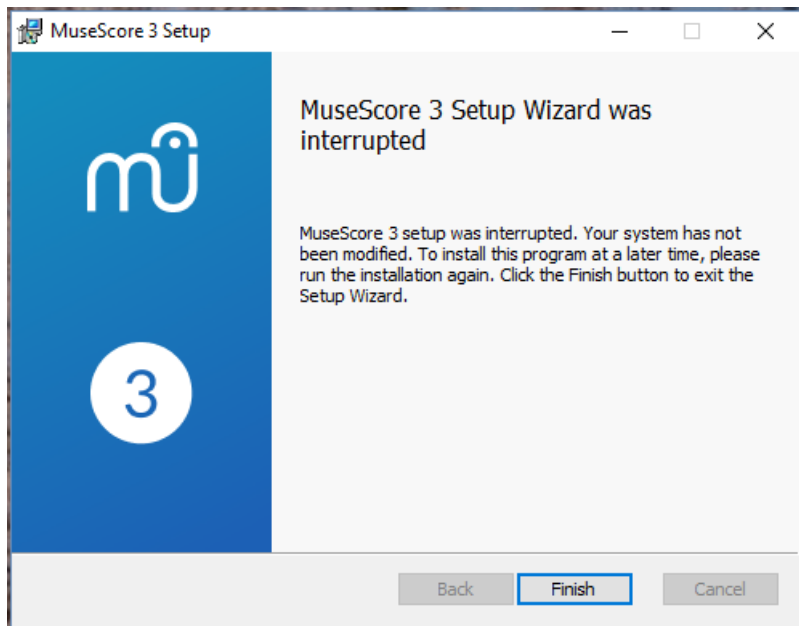 MuseScore 3 Setup
MuseScore 3 Setup Wizard was
interrupted
mu
MuseScore 3 setup was interrupted. Your system has not
been modified. To install this program at a later time, please
run the installation again. Click the Finish button to exit the
Setup Wizard.
3
Back
Finish
Cancel